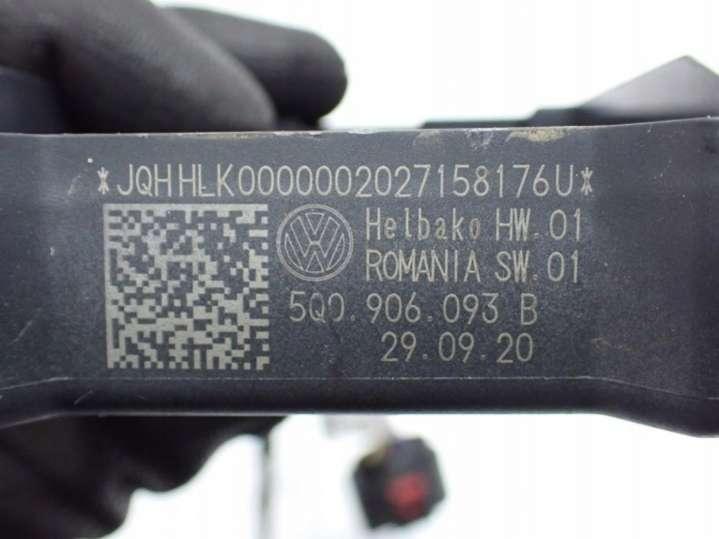 *JQHHLK0000002027158176U*
Helbako HW.01
ROMANIA SW.01
5Q0.906.093 B
29.09.20